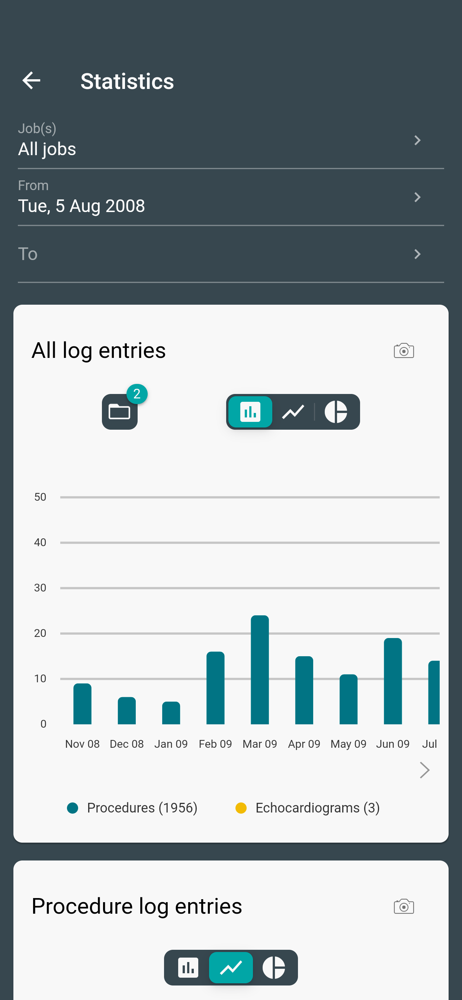 Statistics
Job(s)
All jobs
From
Tue, 5 Aug 2008
To
All log entries
2
50
40
30
20
10
0
Nov 08 Dec 08 Jan 09 Feb 09 Mar 09 Apr 09 May 09 Jun 09 Jul
Procedures (1956) Echocardiograms (3)
Procedure log entries